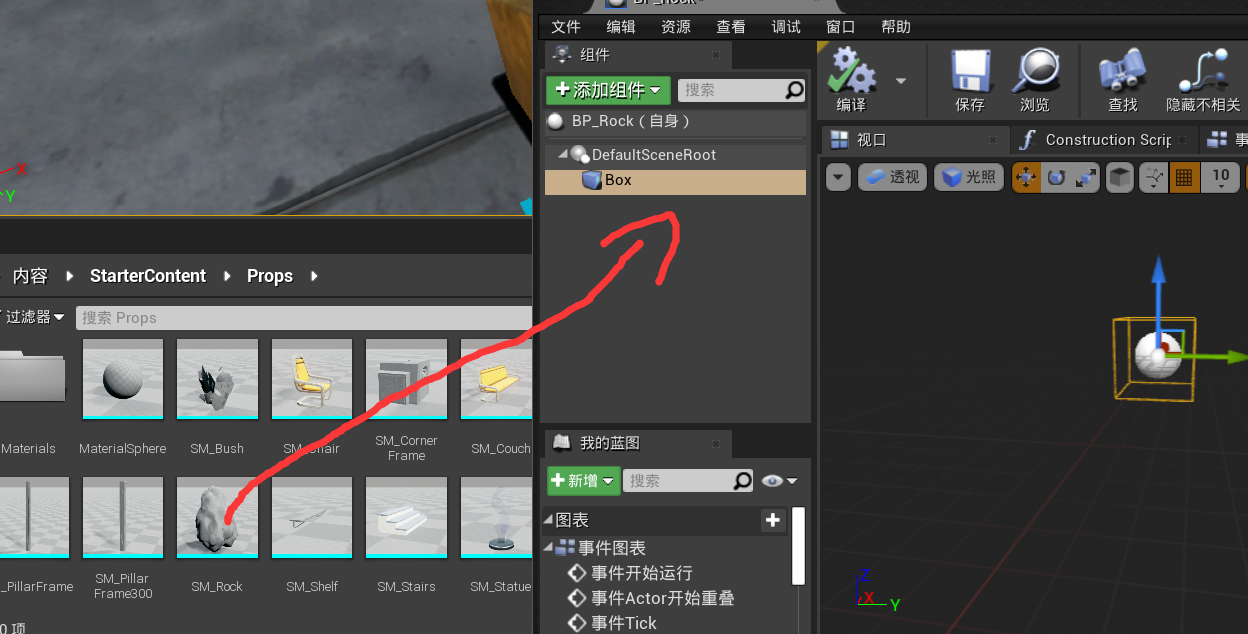 X
Y
内容 StarterContent Props
过滤器 搜索 Props
Materials
MaterialSphere
SM_Bush
SM_Chair
SM_Corner
Frame
SM_Couch
_PillarFrame
SM_Pillar
Frame300
SM_Rock
SM_Shelf
SM_Stairs
SM_Statue
0 项
BP_Rock
文件 编辑 资源 查看 调试 窗口 帮助
组件
添加组件 搜索
BP_Rock（自身）
DefaultSceneRoot
Box
我的蓝图
新增 搜索
图表
事件图表
事件开始运行
事件Actor开始重叠
事件Tick
编译 保存 浏览 查找 隐藏不相关
视口 Construction Scrip 事
透视 光照 10
Z
X Y